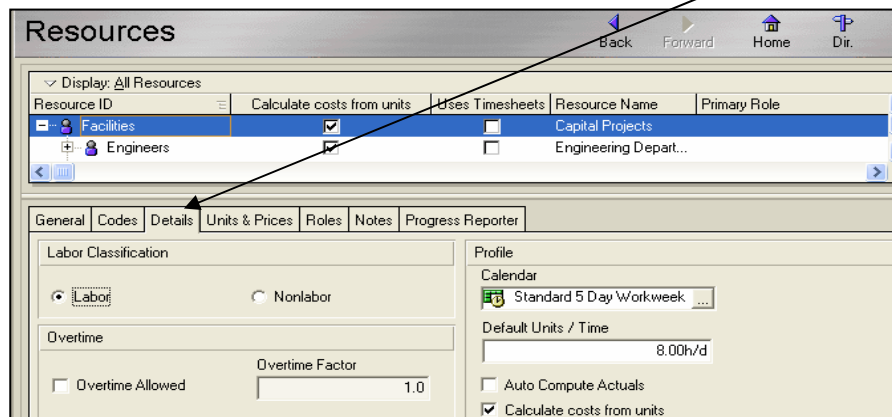 Resources
Back Forward Home Dir.
Display: All Resources
Resource ID Calculate costs from units Uses Timesheets Resource Name Primary Role
Facilities Capital Projects
Engineers Engineering Depart...
General Codes Details Units & Prices Roles Notes Progress Reporter
Labor Classification
Labor Nonlabor
Overtime
Overtime Allowed
Overtime Factor
1.0
Profile
Calendar
Standard 5 Day Workweek ...
Default Units / Time
8.00h/d
Auto Compute Actuals
Calculate costs from units